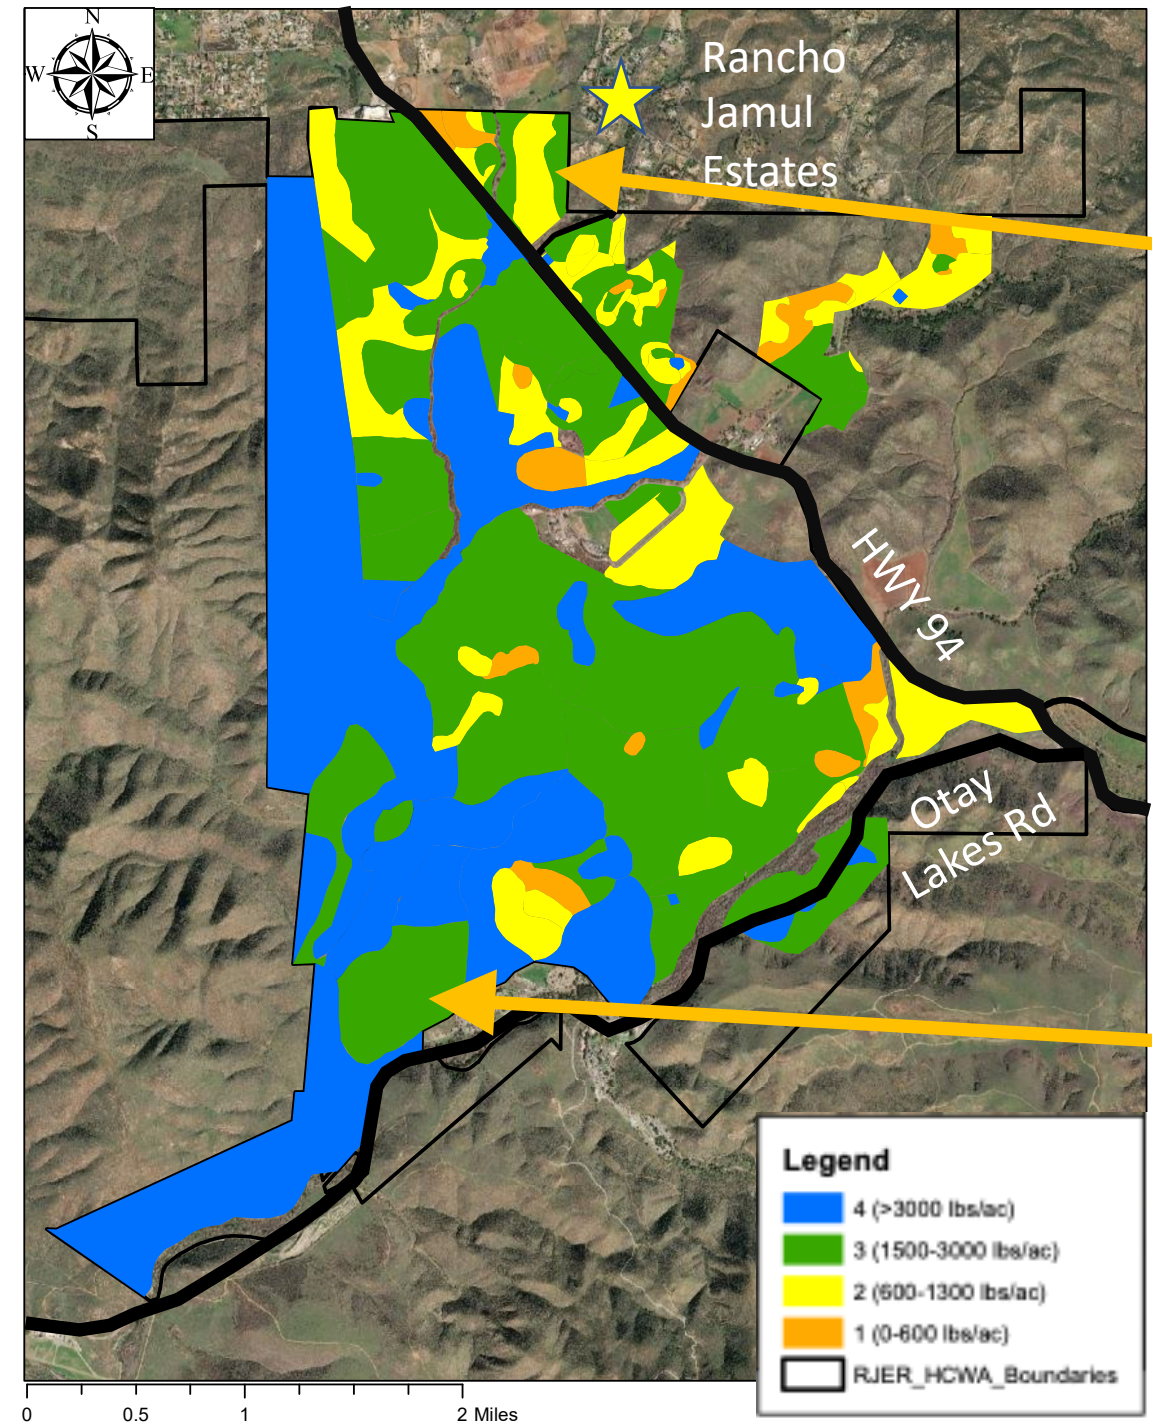 N
W E
S
Rancho
Jamul
Estates
HWY 94
Otay
Lakes Rd
Legend
4 (>3000 lbs/ac)
3 (1500-3000 lbs/ac)
2 (600-1300 lbs/ac)
1 (0-600 lbs/ac)
RJER_HCWA_Boundaries
0 0.5 1 2 Miles